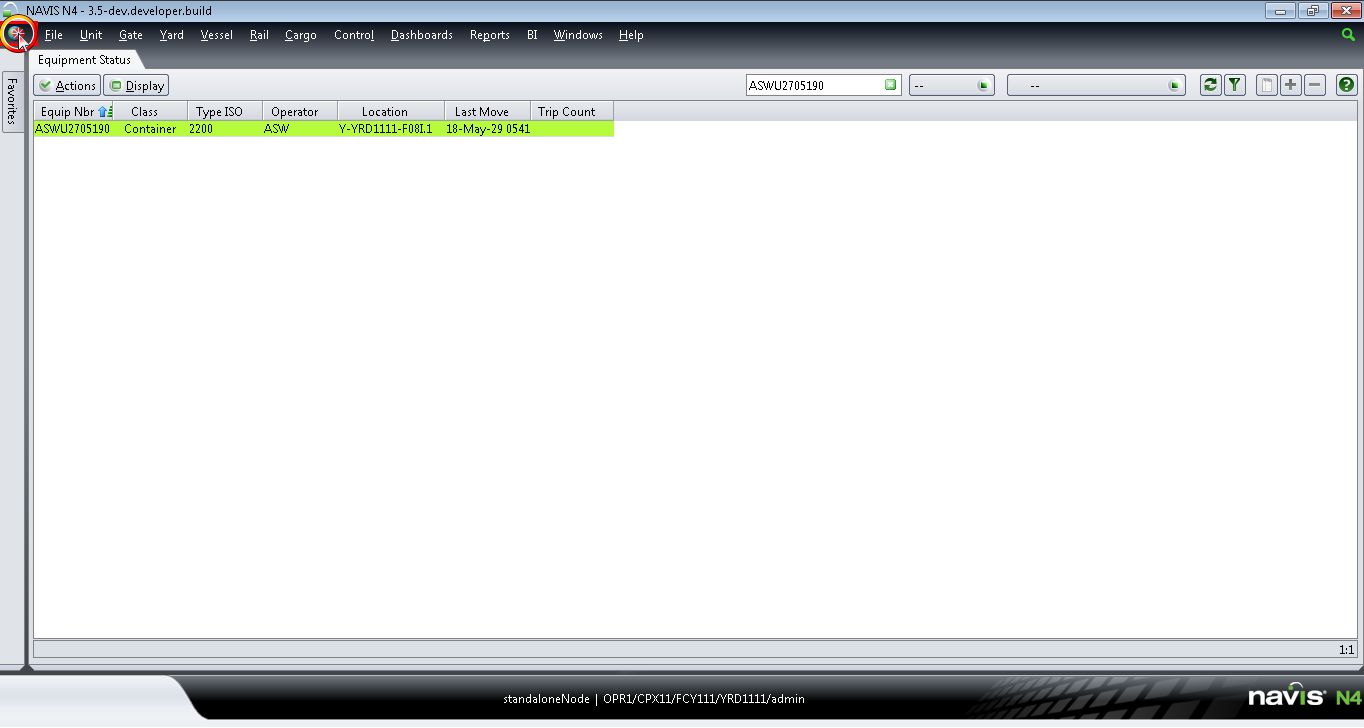 NAVIS N4 - 3.5-dev.developer.build
File Unit Gate Yard Vessel Rail Cargo Control Dashboards Reports BI Windows Help
Equipment Status
Favorites
Actions Display ASWU2705190 -- --
Equip Nbr Class Type ISO Operator Location Last Move Trip Count
ASWU2705190 Container 2200 ASW Y-YRD1111-F08I.1 18-May-29 0541
1:1
standaloneNode | OPR1/CPX11/FCY111/YRD1111/admin
navis N4